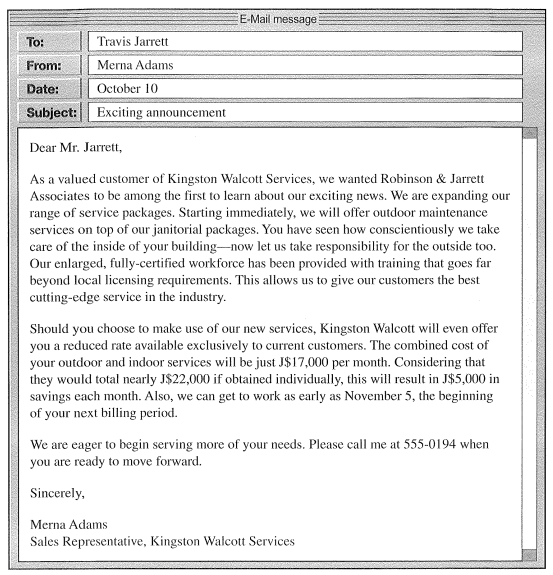 E-Mail message
To: Travis Jarrett
From: Merna Adams
Date: October 10
Subject: Exciting announcement
Dear Mr. Jarrett,
As a valued customer of Kingston Walcott Services, we wanted Robinson & Jarrett
Associates to be among the first to learn about our exciting news. We are expanding our
range of service packages. Starting immediately, we will offer outdoor maintenance
services on top of our janitorial packages. You have seen how conscientiously we take
care of the inside of your building—now let us take responsibility for the outside too.
Our enlarged, fully-certified workforce has been provided with training that goes far
beyond local licensing requirements. This allows us to give our customers the best
cutting-edge service in the industry.
Should you choose to make use of our new services, Kingston Walcott will even offer
you a reduced rate available exclusively to current customers. The combined cost of
your outdoor and indoor services will be just J$17,000 per month. Considering that
they would total nearly J$22,000 if obtained individually, this will result in J$5,000 in
savings each month. Also, we can get to work as early as November 5, the beginning
of your next billing period.
We are eager to begin serving more of your needs. Please call me at 555-0194 when
you are ready to move forward.
Sincerely,
Merna Adams
Sales Representative, Kingston Walcott Services